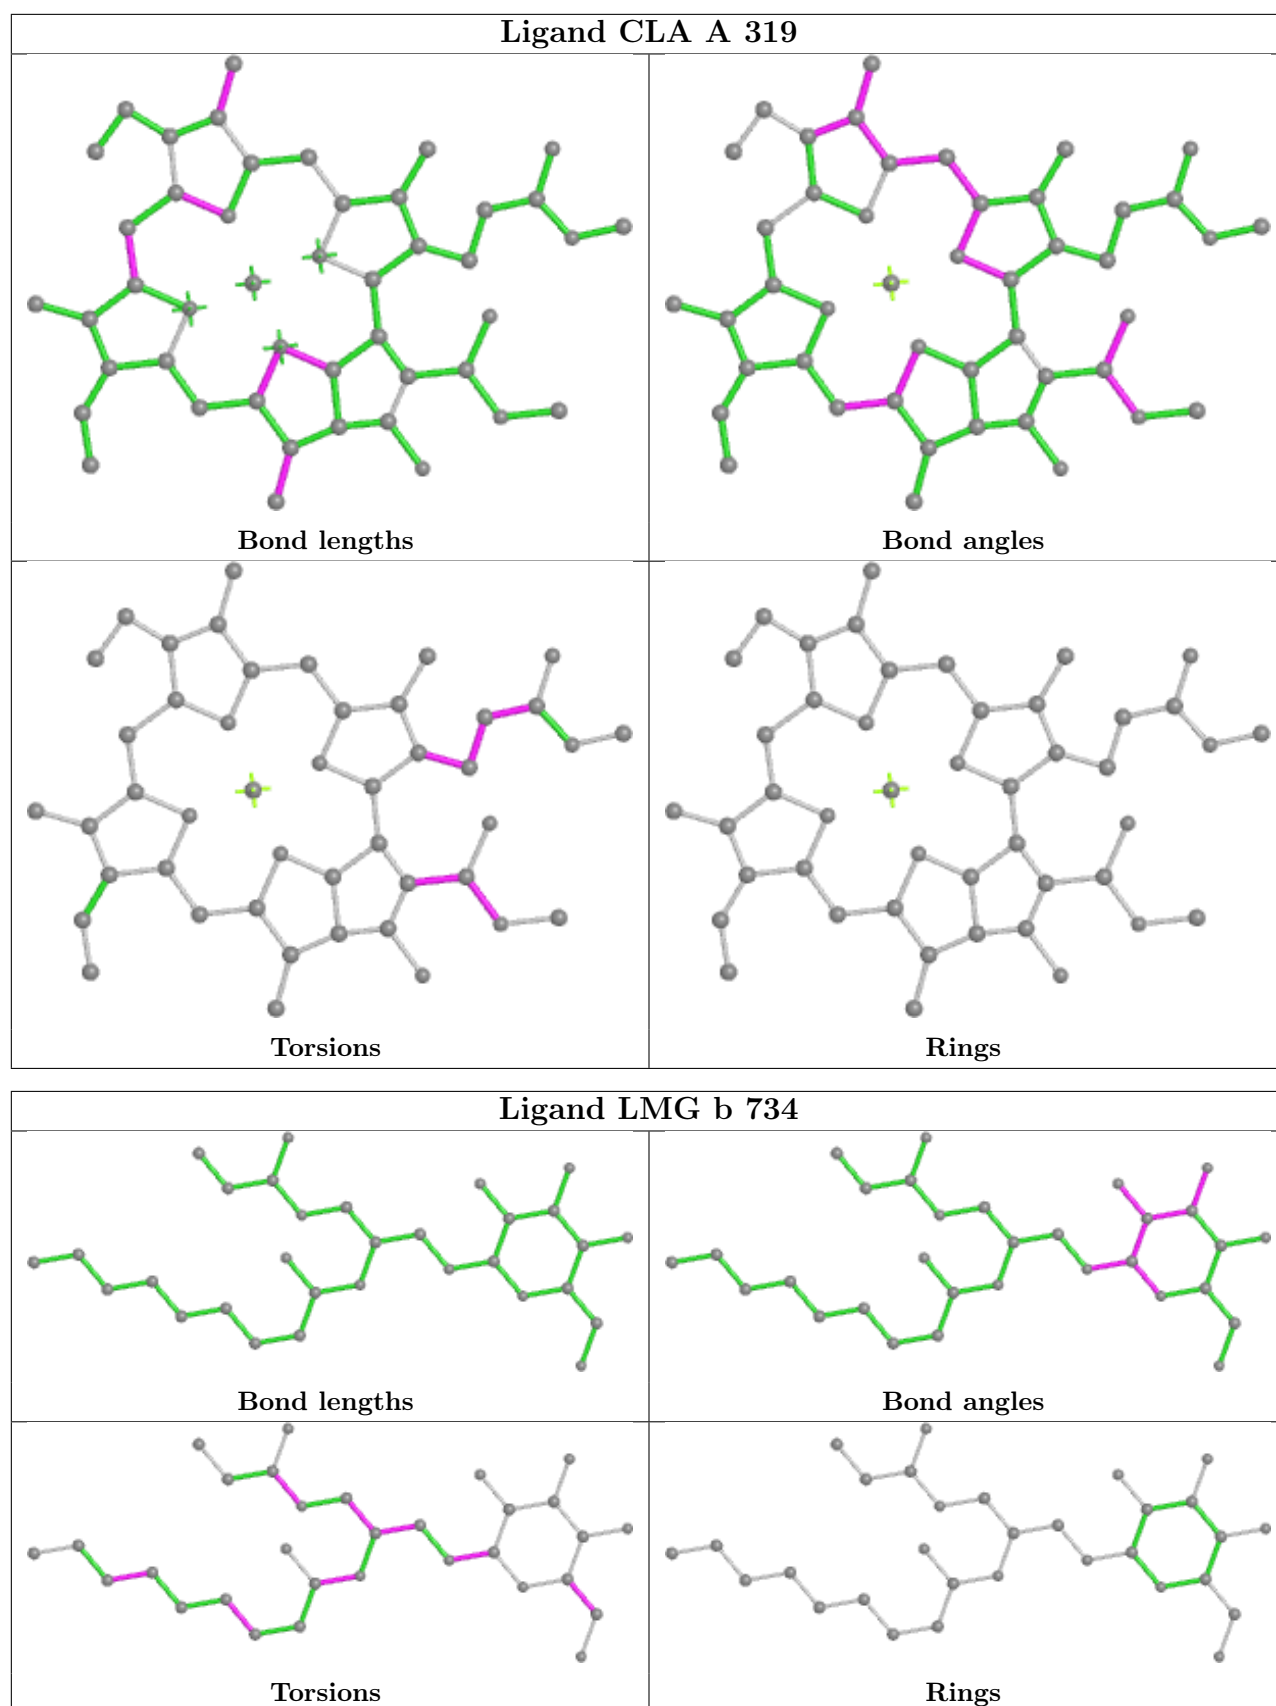 Ligand CLA A 319
Bond lengths
Bond angles
Torsions
Rings
Ligand LMG b 734
Bond lengths
Bond angles
Torsions
Rings